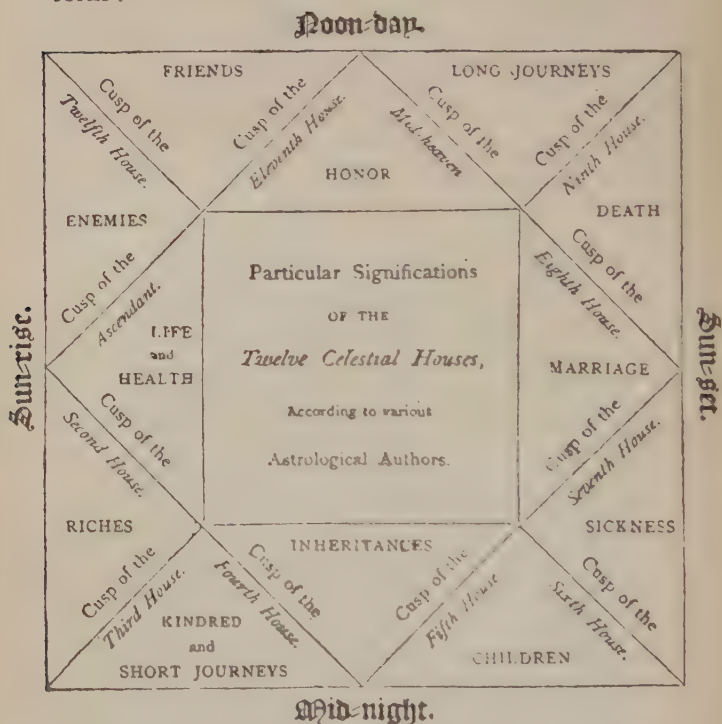 Noon-day.
FRIENDS
LONG JOURNEYS
Cusp of the
Twelfth House.
Cusp of the
Eleventh House.
Cusp of the
Mid-heaven
Cusp of the
Ninth House.
HONOR
ENEMIES
DEATH
Cusp of the
Ascendant.
Cusp of the
Eighth House.
Particular Significations
OF THE
Twelve Celestial Houses,
According to various
Astrological Authors.
Sun-rise.
LIFE
and
HEALTH
MARRIAGE
Sun-set.
Cusp of the
Second House.
Cusp of the
Seventh House.
RICHES
SICKNESS
INHERITANCES
Cusp of the
Third House.
Cusp of the
Fourth House.
Cusp of the
Fifth House
Cusp of the
Sixth House.
KINDRED
and
SHORT JOURNEYS
CHILDREN
Mid-night.